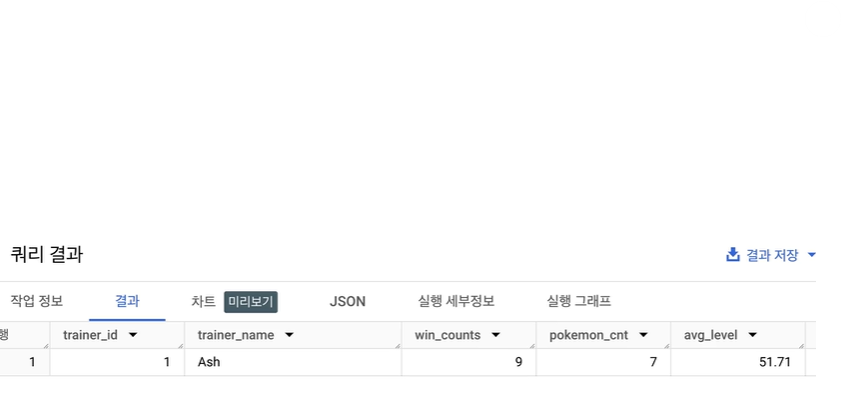 쿼리 결과
결과 저장
작업 정보 결과 차트 미리보기 JSON 실행 세부정보 실행 그래프
행 trainer_id trainer_name win_counts pokemon_cnt avg_level
1 1 Ash 9 7 51.71